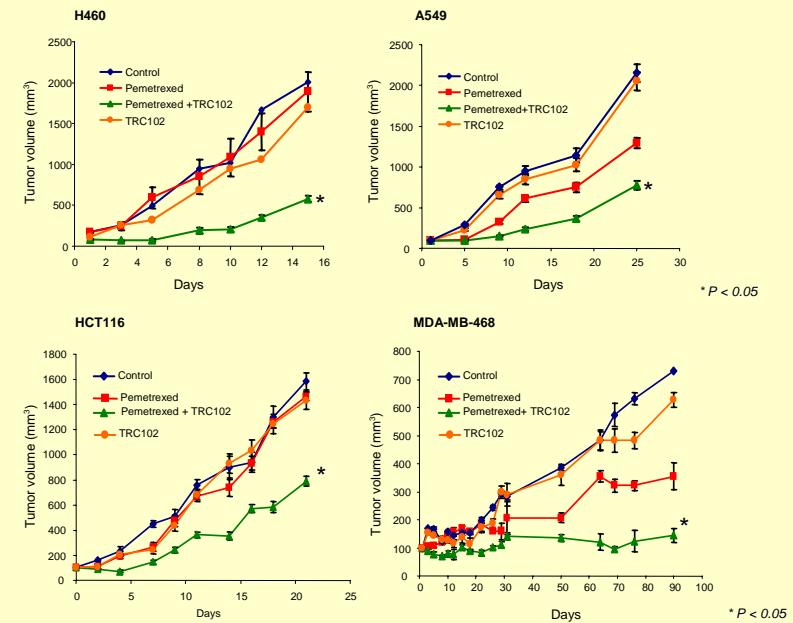 H460
Tumor volume (mm³)
2500
2000
1500
1000
500
0
Control
Pemetrexed
Pemetrexed +TRC102
TRC102
*
0 2 4 6 8 10 12 14 16
Days
A549
Tumor volume (mm³)
2500
2000
1500
1000
500
0
Control
Pemetrexed
Pemetrexed+TRC102
TRC102
*
0 5 10 15 20 25 30
Days
* P < 0.05
HCT116
Tumor volume (mm³)
1800
1600
1400
1200
1000
800
600
400
200
0
Control
Pemetrexed
Pemetrexed + TRC102
TRC102
*
0 5 10 15 20 25
Days
MDA-MB-468
Tumor volume (mm³)
800
700
600
500
400
300
200
100
0
Control
Pemetrexed
Pemetrexed+ TRC102
TRC102
*
0 10 20 30 40 50 60 70 80 90 100
Days
* P < 0.05